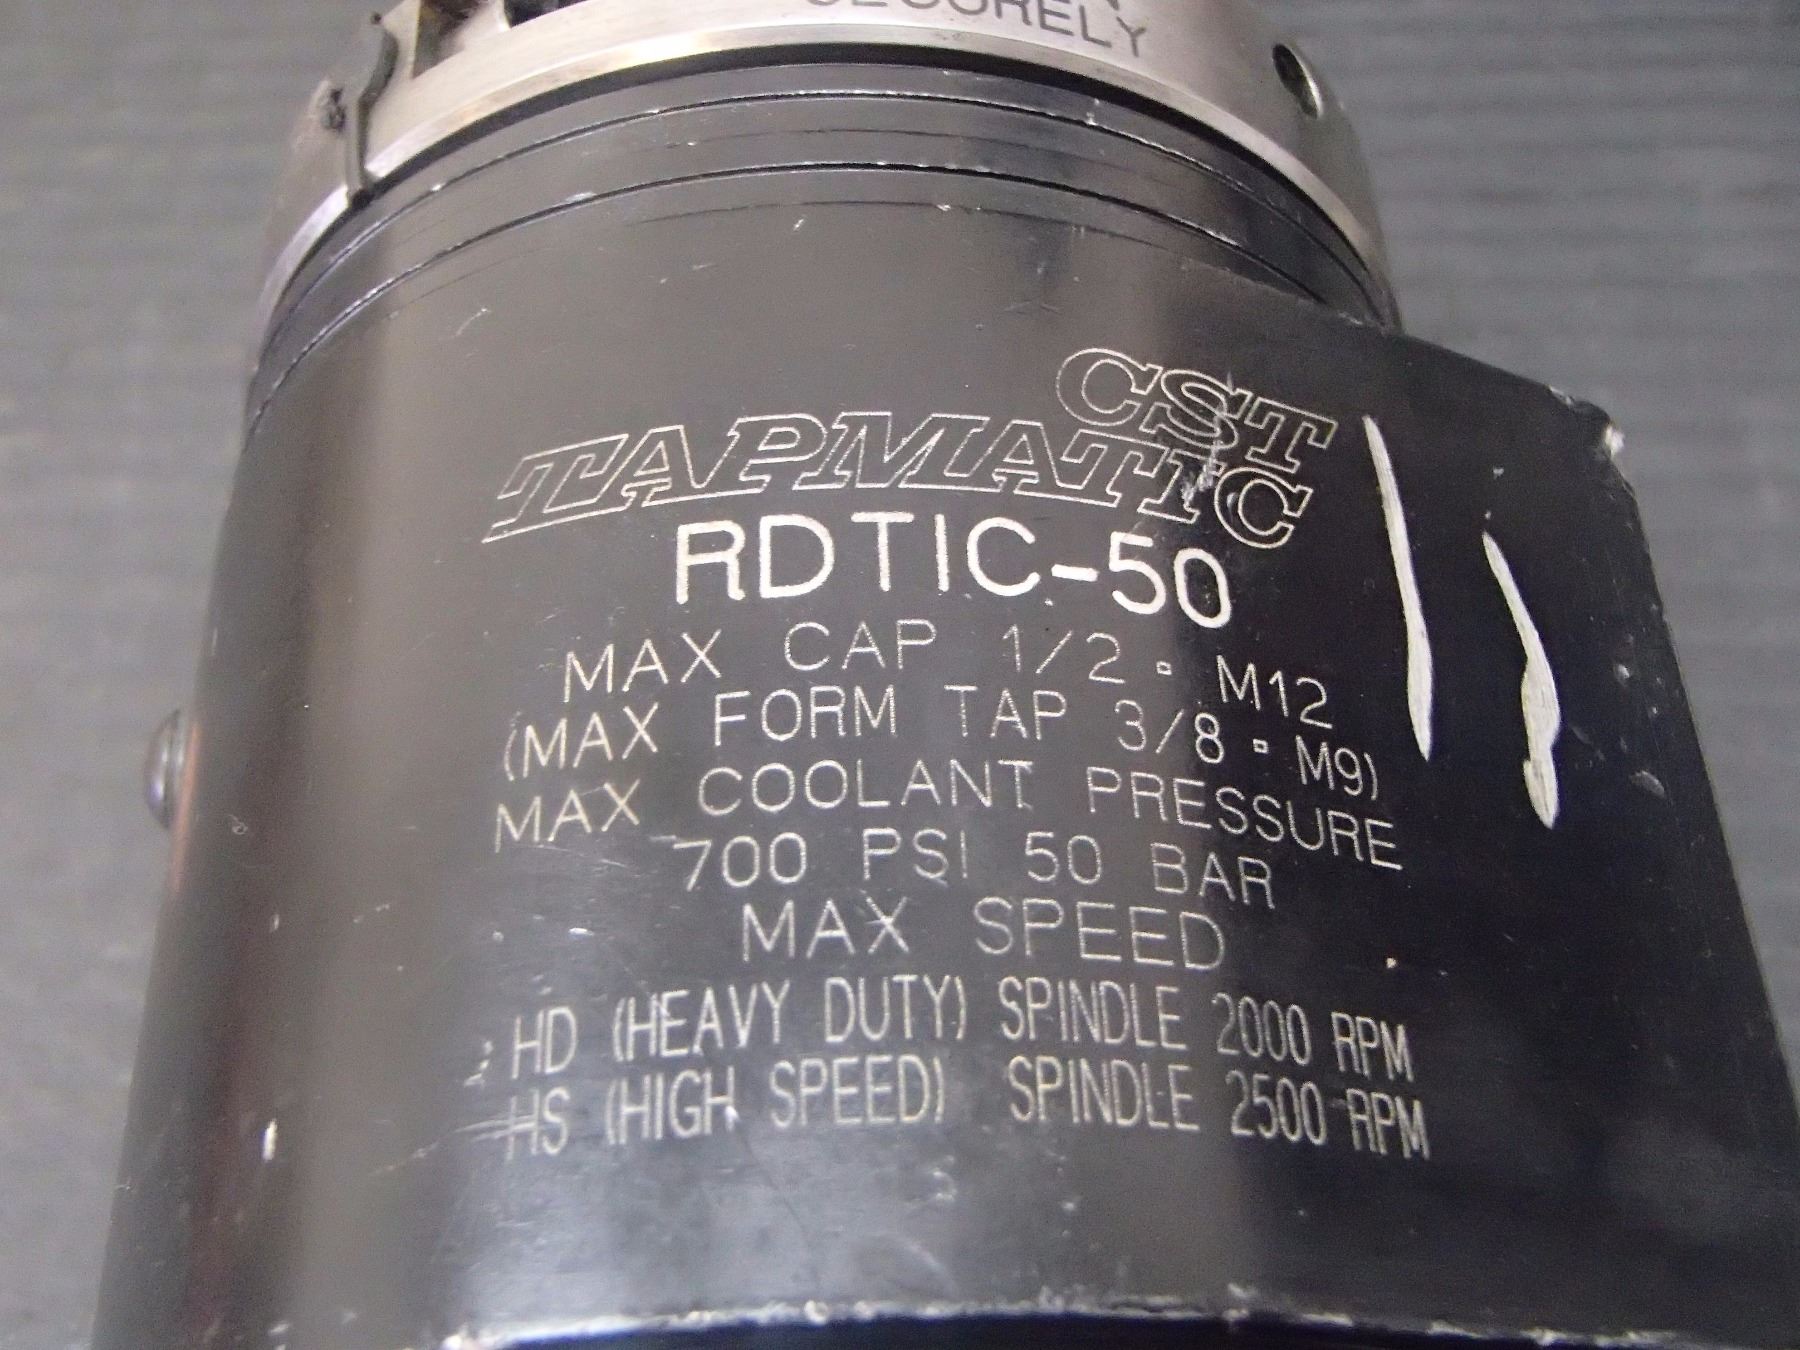 SECURELY
CST
TAPMATIC
RDTIC-50
MAX CAP 1/2 ▫ M12
(MAX FORM TAP 3/8 ▫ M9)
MAX COOLANT PRESSURE
700 PSI 50 BAR
MAX SPEED
HD (HEAVY DUTY) SPINDLE 2000 RPM
HS (HIGH SPEED) SPINDLE 2500 RPM